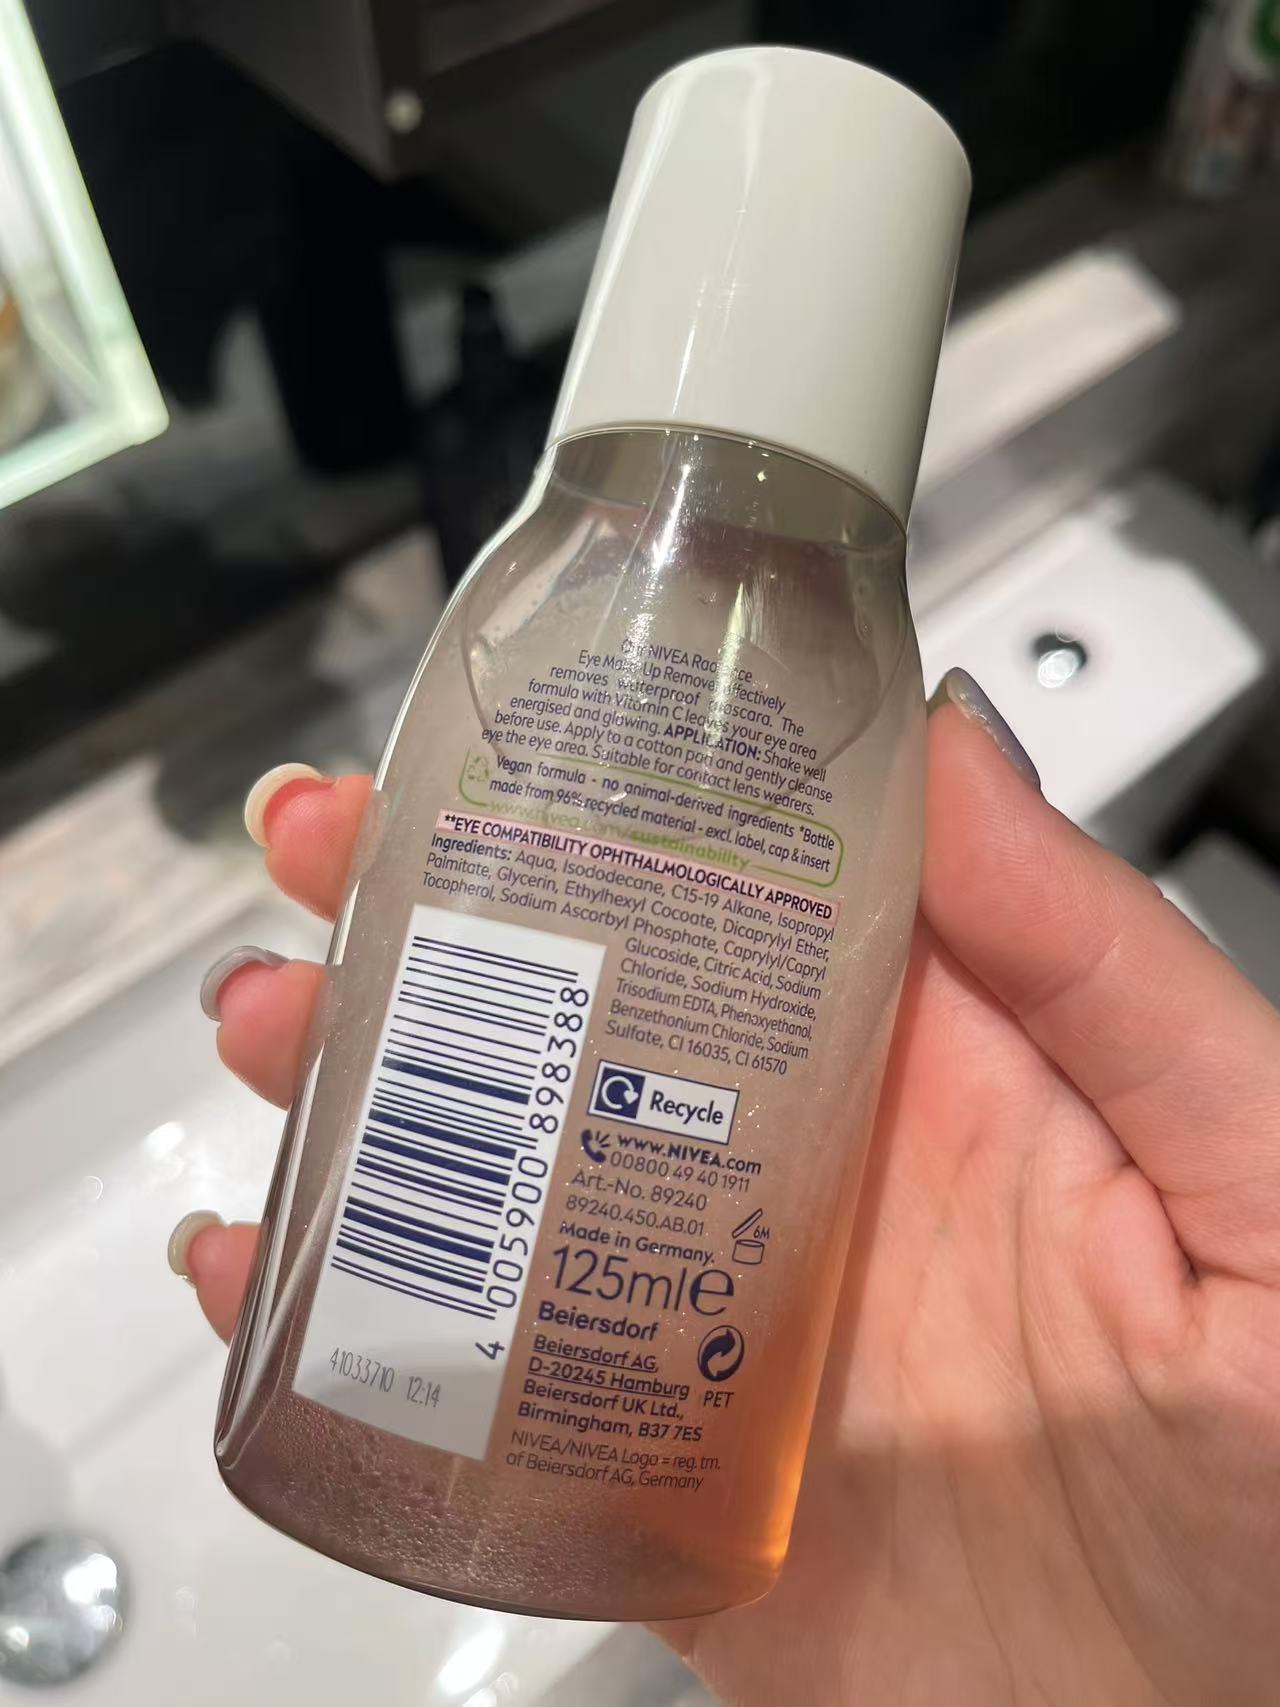 Our NIVEA Radiance
Eye Make-Up Remover effectively
removes waterproof mascara. The
formula with Vitamin C leaves your eye area
energised and glowing. APPLICATION: Shake well
before use. Apply to a cotton pad and gently cleanse
eye the eye area. Suitable for contact lens wearers.
Vegan formula - no animal-derived ingredients *Bottle
made from 96% recycled material - excl. label, cap & insert
www.nivea.com/sustainability
**EYE COMPATIBILITY OPHTHALMOLOGICALLY APPROVED
Ingredients: Aqua, Isododecane, C15-19 Alkane, Isopropyl
Palmitate, Glycerin, Ethylhexyl Cocoate, Dicaprylyl Ether,
Tocopherol, Sodium Ascorbyl Phosphate, Caprylyl/Capryl
Glucoside, Citric Acid, Sodium
Chloride, Sodium Hydroxide,
Trisodium EDTA, Phenoxyethanol,
Benzethonium Chloride, Sodium
Sulfate, CI 16035, CI 61570
4 005900 898388
41033710 12:14
Recycle
www.NIVEA.com
00800 49 40 1911
Art.-No. 89240
89240.450.AB.01
6M
Made in Germany.
125ml e
Beiersdorf
Beiersdorf AG,
D-20245 Hamburg
Beiersdorf UK Ltd.,
Birmingham, B37 7ES
PET
NIVEA/NIVEA Logo = reg. tm.
of Beiersdorf AG, Germany